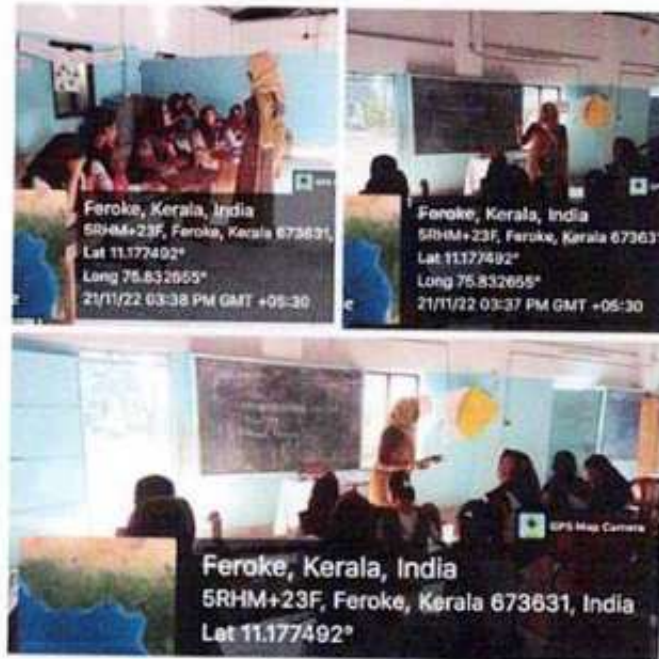 Feroke, Kerala, India
5RHM+23F, Feroke, Kerala 673631,
Lat 11.177492°
Long 75.832655°
21/11/22 03:38 PM GMT +05:30
Feroke, Kerala, India
5RHM+23F, Feroke, Kerala 67363
Lat 11.177492°
Long 75.832655°
21/11/22 03:37 PM GMT +05:30
GPS Map Camera
Feroke, Kerala, India
5RHM+23F, Feroke, Kerala 673631, India
Lat 11.177492°